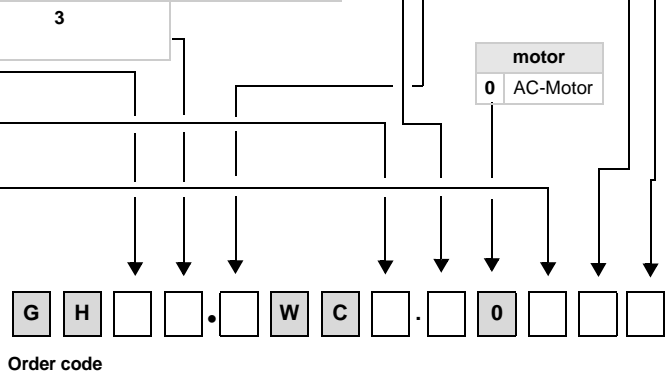 3
motor
0 AC-Motor
G H . W C . 0
Order code